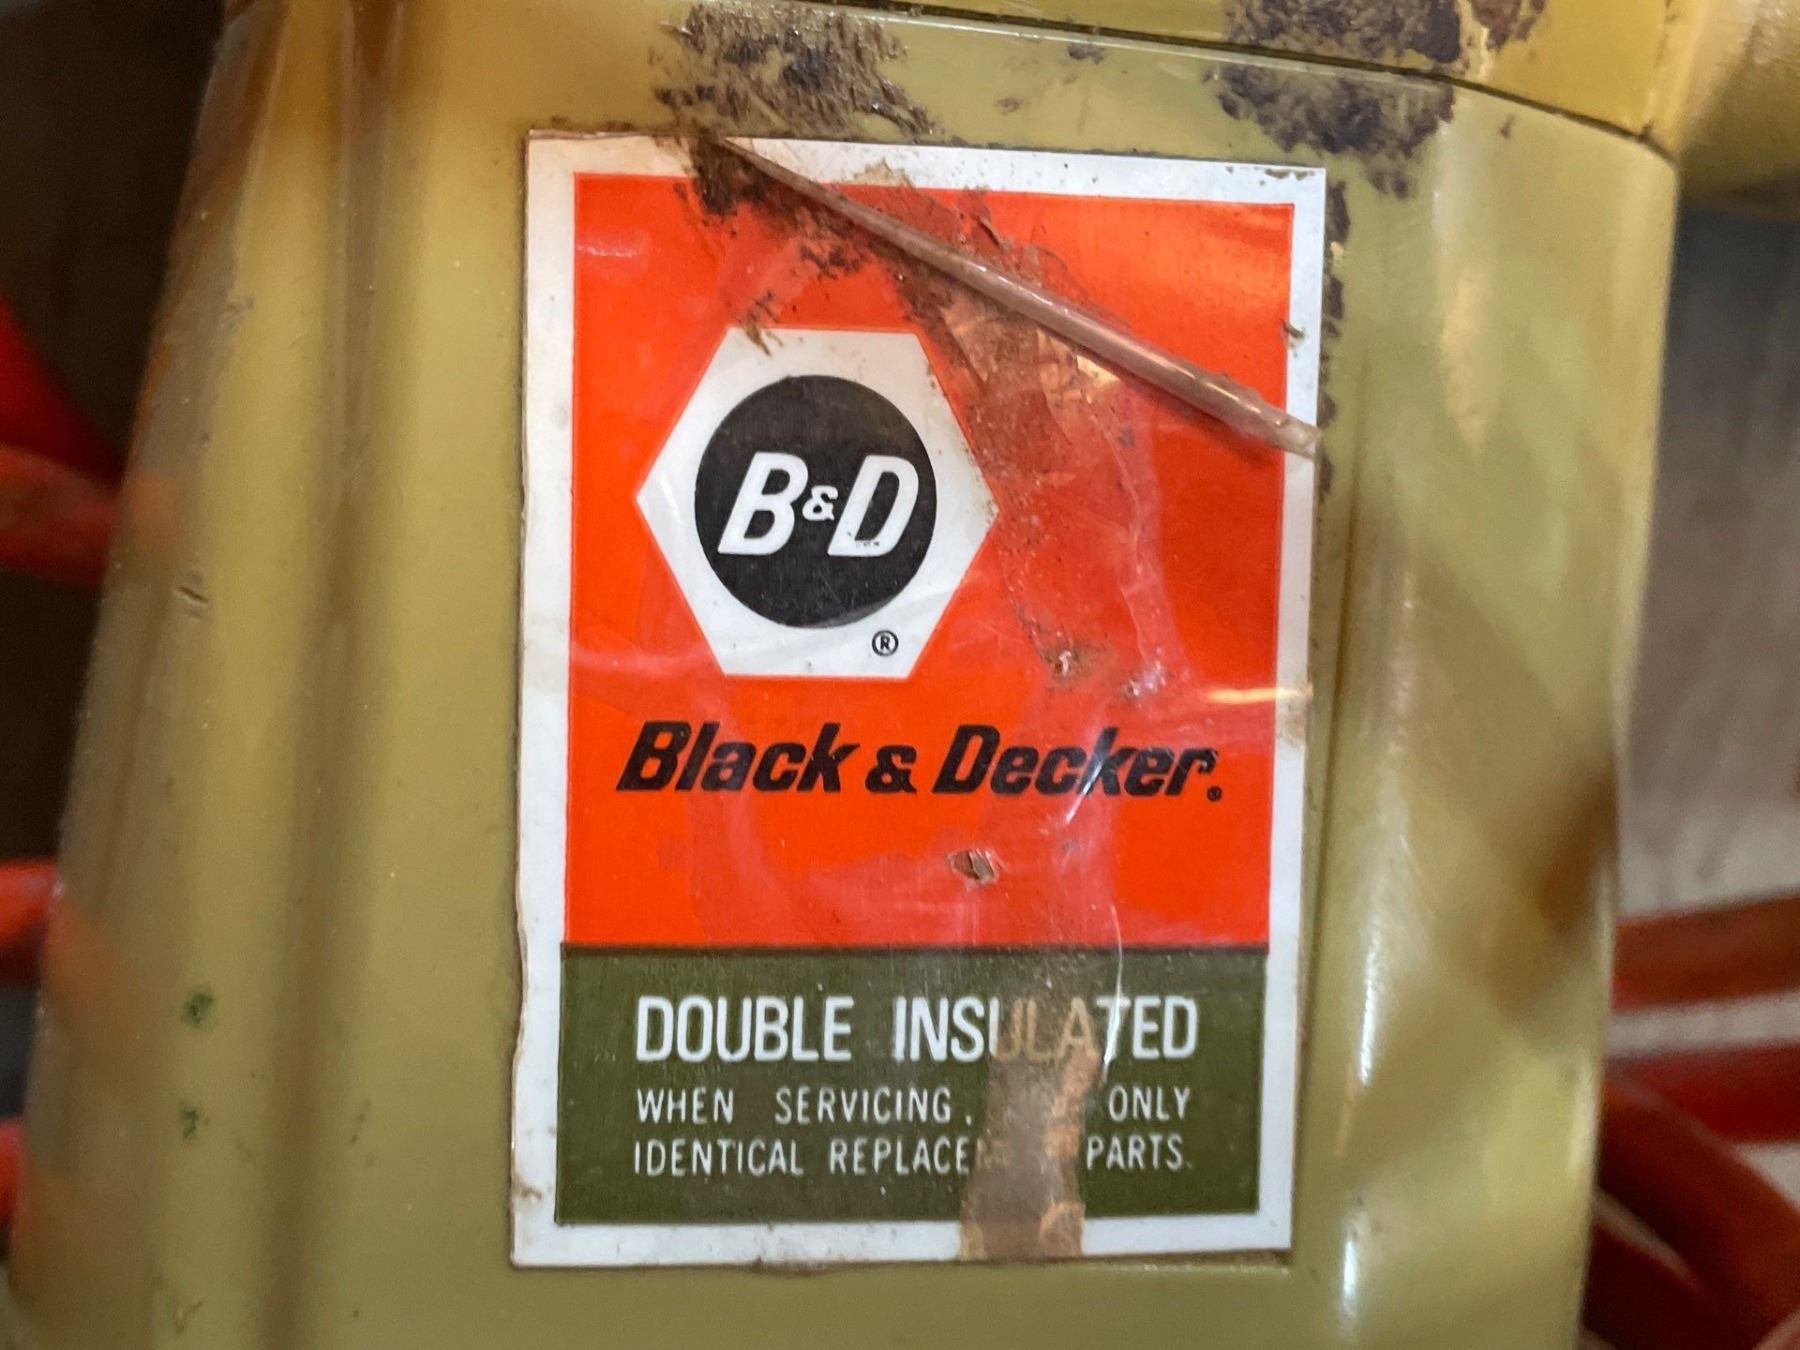 B&D
®
Black & Decker®
DOUBLE INSULATED
WHEN SERVICING, ONLY
IDENTICAL PARTS.